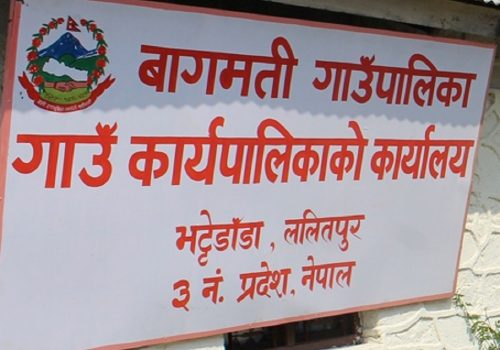 बागमती गाउँपालिका
गाउँ कार्यपालिकाको कार्यालय
भट्टेडाँडा, ललितपुर
३ नं. प्रदेश, नेपाल